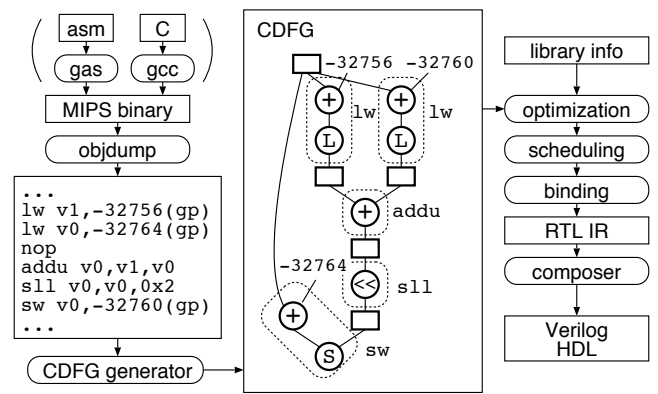 asm C
gas gcc
MIPS binary
objdump
...
lw v1,-32756(gp)
lw v0,-32764(gp)
nop
addu v0,v1,v0
sll v0,v0,0x2
sw v0,-32760(gp)
...
CDFG generator
CDFG
-32756 -32760
+ +
lw lw
L L
+
addu
-32764
<<
sll
+
S
sw
library info
optimization
scheduling
binding
RTL IR
composer
Verilog
HDL